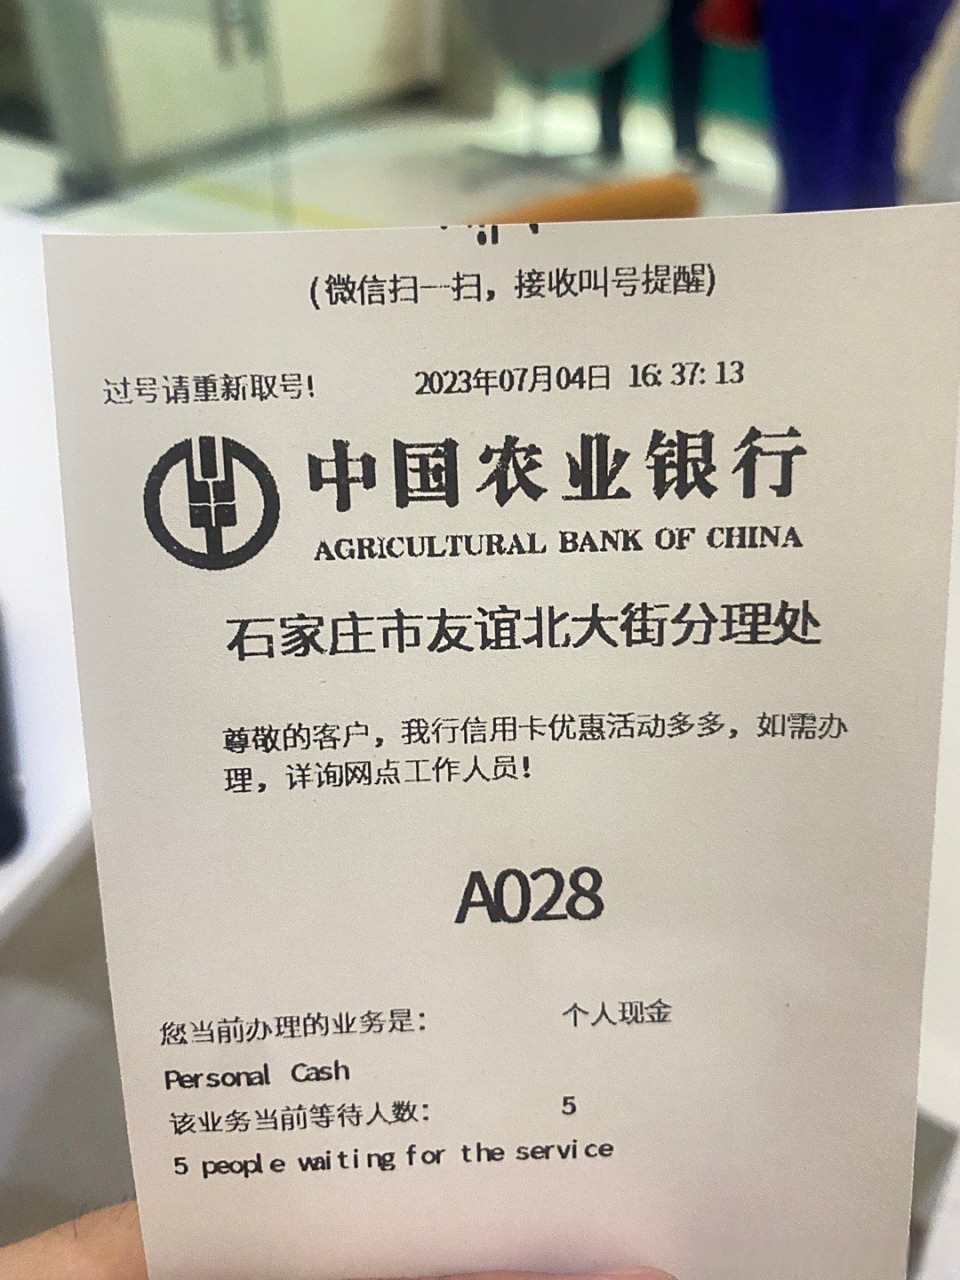 (微信扫一扫，接收叫号提醒)
过号请重新取号! 2023年07月04日 16:37:13
中国农业银行
AGRICULTURAL BANK OF CHINA
石家庄市友谊北大街分理处
尊敬的客户，我行信用卡优惠活动多多，如需办
理，详询网点工作人员!
A028
您当前办理的业务是: 个人现金
Personal Cash
该业务当前等待人数: 5
5 people waiting for the service